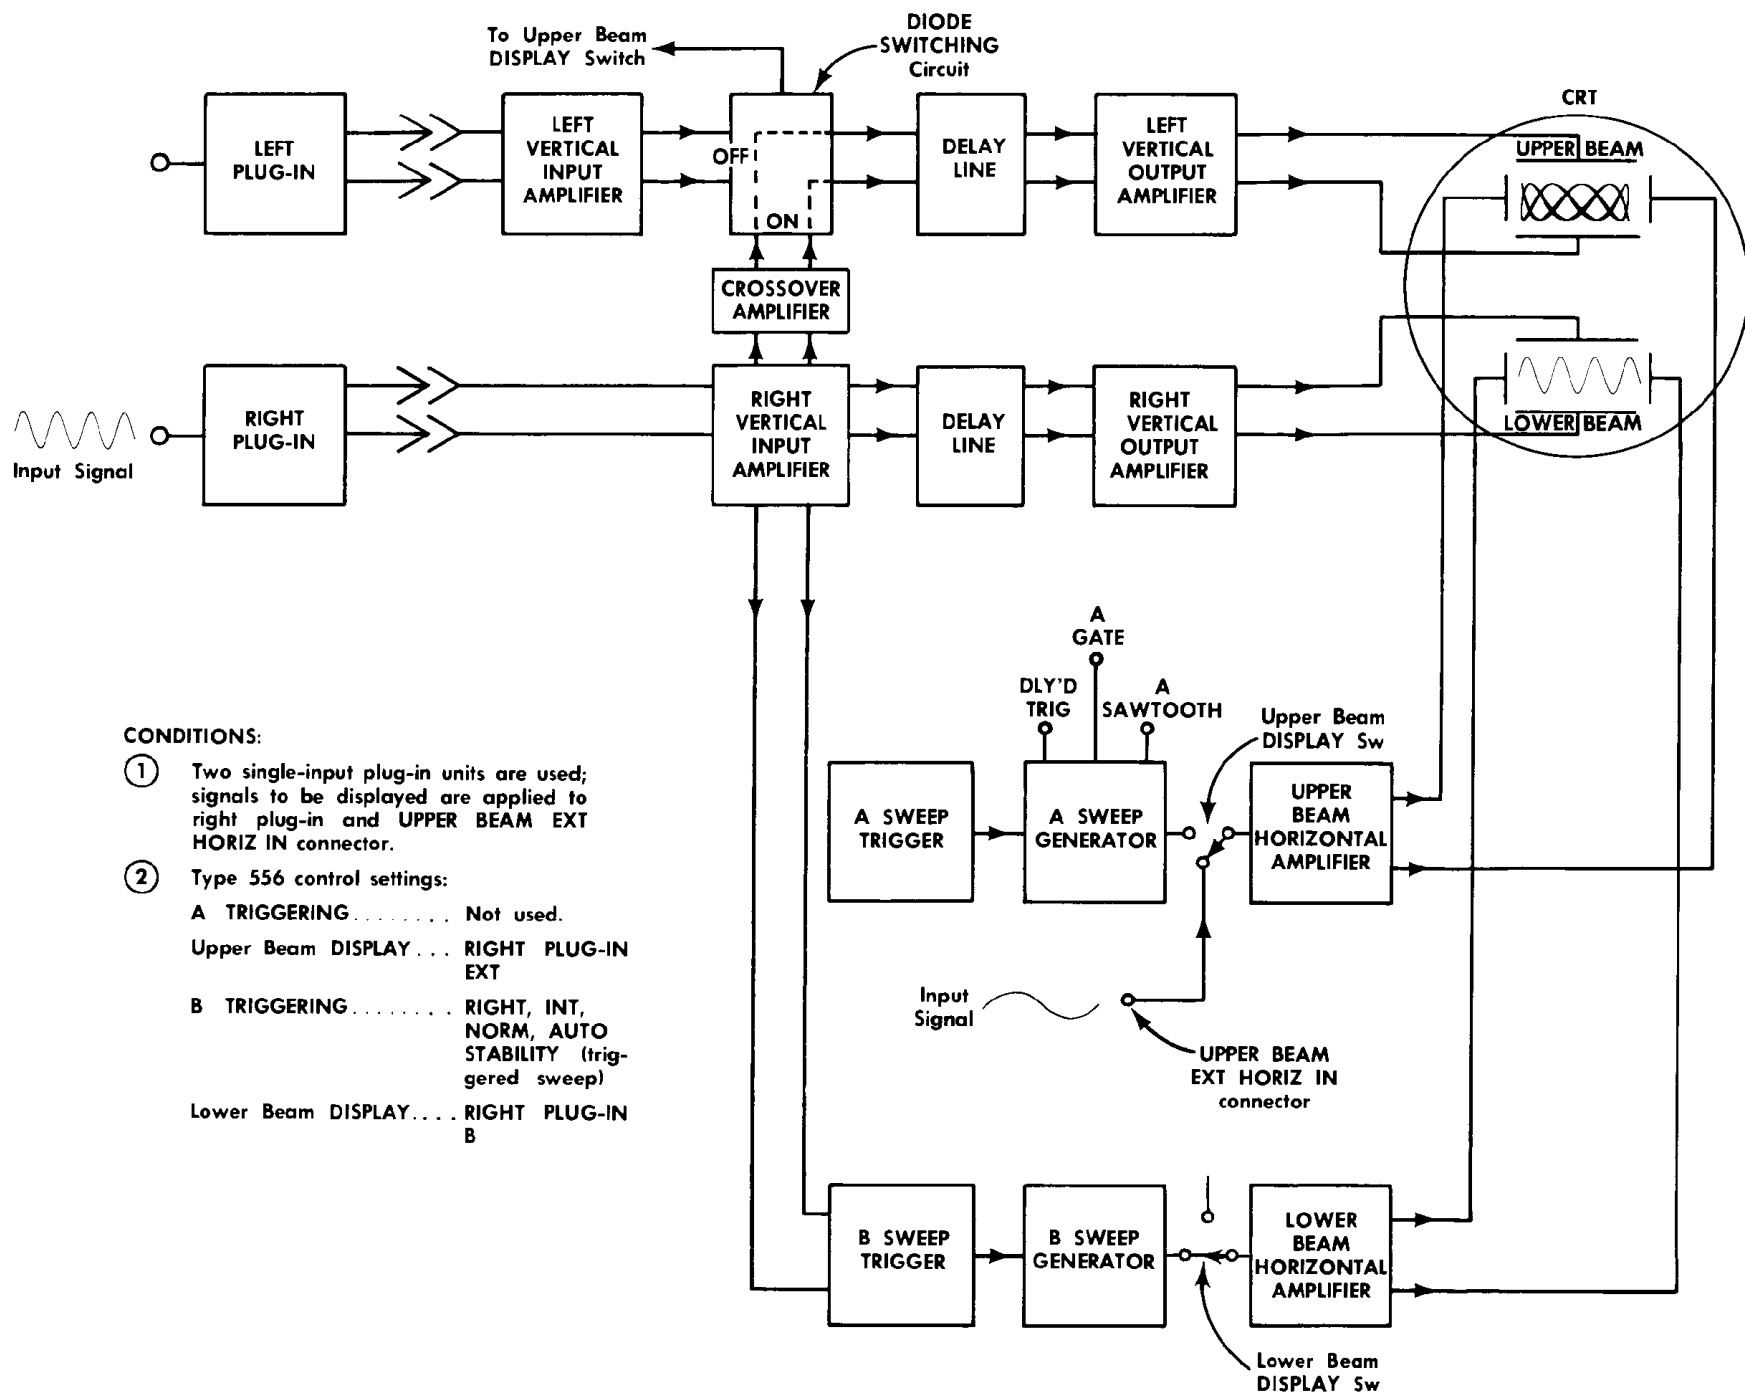 To Upper Beam
DISPLAY Switch
DIODE
SWITCHING
Circuit
CRT
LEFT
PLUG-IN
LEFT
VERTICAL
INPUT
AMPLIFIER
OFF
ON
DELAY
LINE
LEFT
VERTICAL
OUTPUT
AMPLIFIER
UPPER BEAM
CROSSOVER
AMPLIFIER
Input Signal
RIGHT
PLUG-IN
RIGHT
VERTICAL
INPUT
AMPLIFIER
DELAY
LINE
RIGHT
VERTICAL
OUTPUT
AMPLIFIER
LOWER BEAM
CONDITIONS:
1 Two single-input plug-in units are used;
signals to be displayed are applied to
right plug-in and UPPER BEAM EXT
HORIZ IN connector.
2 Type 556 control settings:
A TRIGGERING........ Not used.
Upper Beam DISPLAY... RIGHT PLUG-IN
EXT
B TRIGGERING........ RIGHT, INT,
NORM, AUTO
STABILITY (trig-
gered sweep)
Lower Beam DISPLAY.... RIGHT PLUG-IN
B
A
GATE
DLY'D
TRIG
A
SAWTOOTH
Upper Beam
DISPLAY Sw
A SWEEP
TRIGGER
A SWEEP
GENERATOR
UPPER
BEAM
HORIZONTAL
AMPLIFIER
Input
Signal
UPPER BEAM
EXT HORIZ IN
connector
B SWEEP
TRIGGER
B SWEEP
GENERATOR
LOWER
BEAM
HORIZONTAL
AMPLIFIER
Lower Beam
DISPLAY Sw